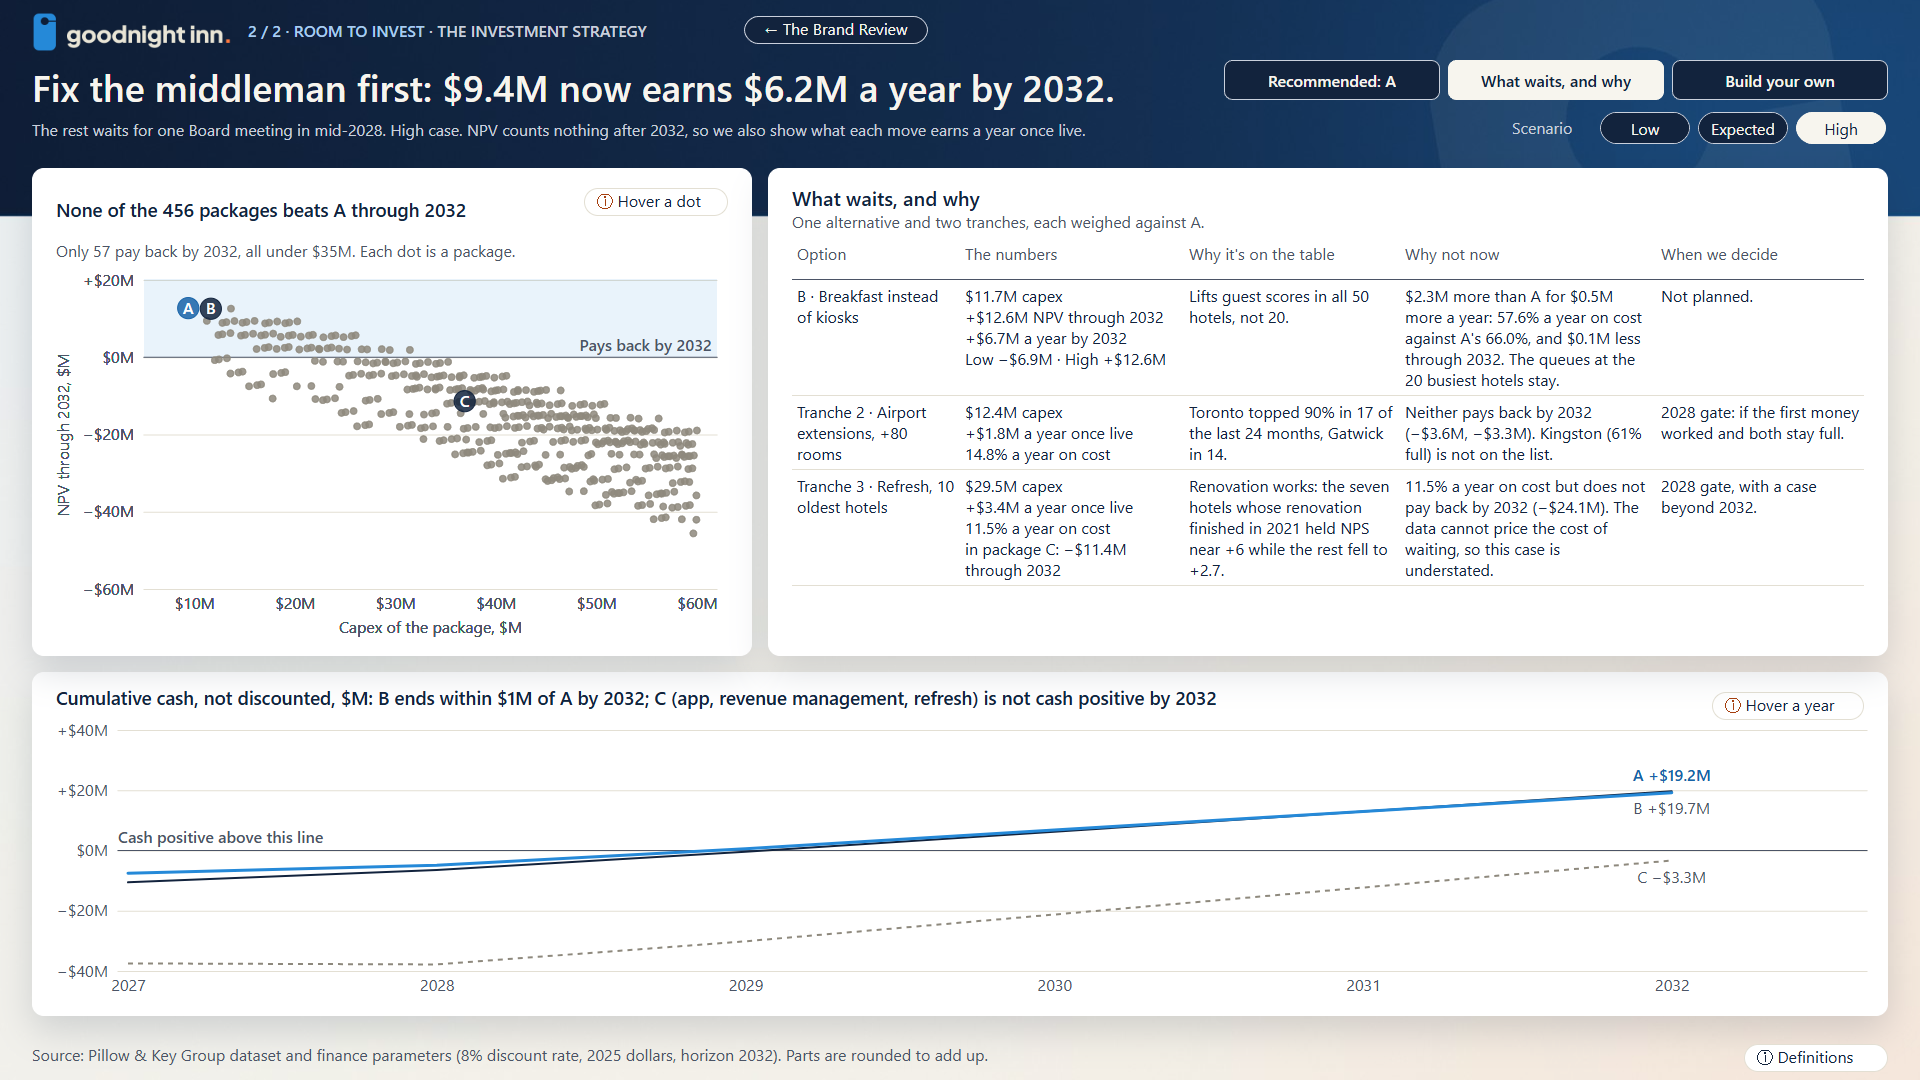 goodnight inn.
2 / 2 · ROOM TO INVEST · THE INVESTMENT STRATEGY
← The Brand Review
Fix the middleman first: $9.4M now earns $6.2M a year by 2032.
The rest waits for one Board meeting in mid-2028. High case. NPV counts nothing after 2032, so we also show what each move earns a year once live.
Recommended: A
What waits, and why
Build your own
Scenario
Low
Expected
High
None of the 456 packages beats A through 2032
Hover a dot
Only 57 pay back by 2032, all under $35M. Each dot is a package.
NPV through 2032, $M
+$20M
$0M
−$20M
−$40M
−$60M
A
B
C
Pays back by 2032
$10M
$20M
$30M
$40M
$50M
$60M
Capex of the package, $M
What waits, and why
One alternative and two tranches, each weighed against A.
Option
The numbers
Why it's on the table
Why not now
When we decide
B · Breakfast instead
of kiosks
$11.7M capex
+$12.6M NPV through 2032
+$6.7M a year by 2032
Low −$6.9M · High +$12.6M
Lifts guest scores in all 50
hotels, not 20.
$2.3M more than A for $0.5M
more a year: 57.6% a year on cost
against A's 66.0%, and $0.1M less
through 2032. The queues at the
20 busiest hotels stay.
Not planned.
Tranche 2 · Airport
extensions, +80
rooms
$12.4M capex
+$1.8M a year once live
14.8% a year on cost
Toronto topped 90% in 17 of
the last 24 months, Gatwick
in 14.
Neither pays back by 2032
(−$3.6M, −$3.3M). Kingston (61%
full) is not on the list.
2028 gate: if the first money
worked and both stay full.
Tranche 3 · Refresh, 10
oldest hotels
$29.5M capex
+$3.4M a year once live
11.5% a year on cost
in package C: −$11.4M
through 2032
Renovation works: the seven
hotels whose renovation
finished in 2021 held NPS
near +6 while the rest fell to
+2.7.
11.5% a year on cost but does not
pay back by 2032 (−$24.1M). The
data cannot price the cost of
waiting, so this case is
understated.
2028 gate, with a case
beyond 2032.
Cumulative cash, not discounted, $M: B ends within $1M of A by 2032; C (app, revenue management, refresh) is not cash positive by 2032
Hover a year
+$40M
+$20M
$0M
−$20M
−$40M
Cash positive above this line
A +$19.2M
B +$19.7M
C −$3.3M
2027
2028
2029
2030
2031
2032
Source: Pillow & Key Group dataset and finance parameters (8% discount rate, 2025 dollars, horizon 2032). Parts are rounded to add up.
Definitions